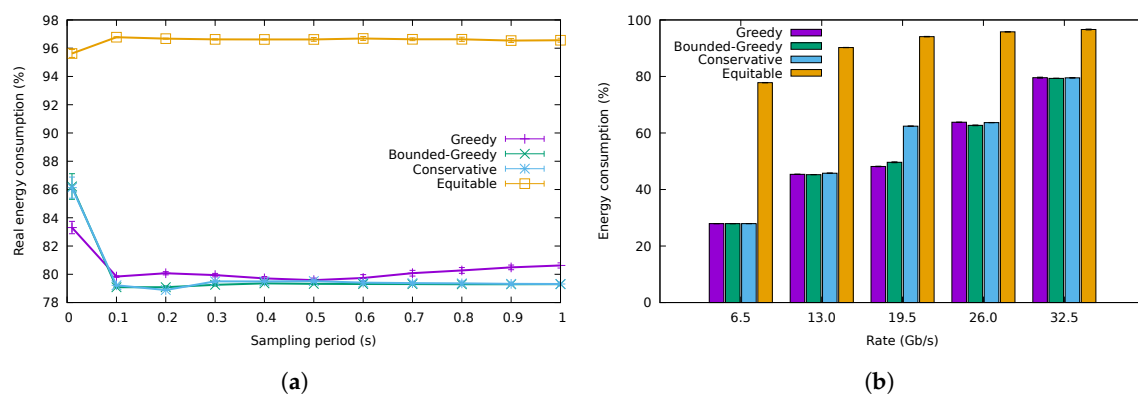 98
96
94
92
90
88
86
84
82
80
78
Real energy consumption (%)
Greedy
Bounded-Greedy
Conservative
Equitable
0 0.1 0.2 0.3 0.4 0.5 0.6 0.7 0.8 0.9 1
Sampling period (s)
(a)
100
80
60
40
20
0
Energy consumption (%)
Greedy
Bounded-Greedy
Conservative
Equitable
6.5 13.0 19.5 26.0 32.5
Rate (Gb/s)
(b)